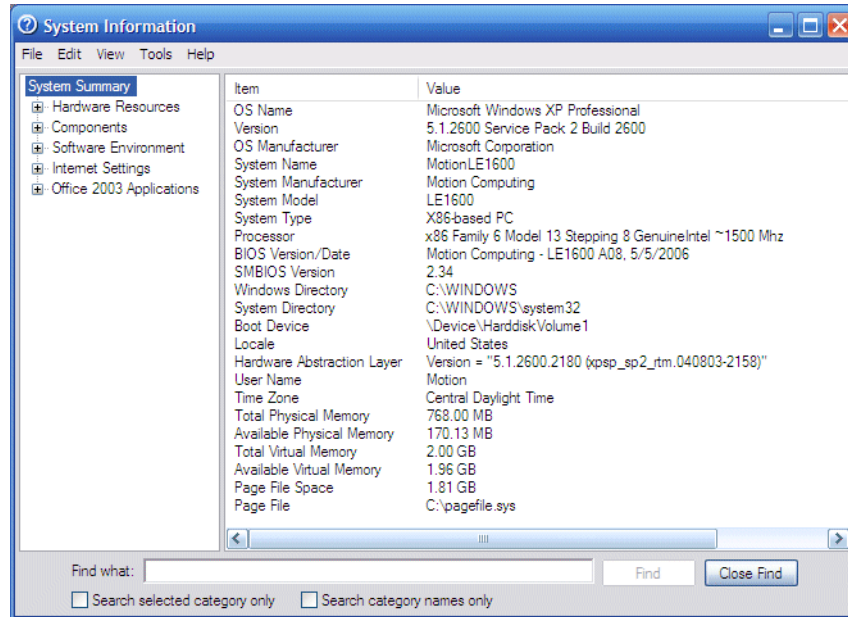 System Information
File Edit View Tools Help
System Summary
Hardware Resources
Components
Software Environment
Internet Settings
Office 2003 Applications
Item Value
OS Name Microsoft Windows XP Professional
Version 5.1.2600 Service Pack 2 Build 2600
OS Manufacturer Microsoft Corporation
System Name MotionLE1600
System Manufacturer Motion Computing
System Model LE1600
System Type X86-based PC
Processor x86 Family 6 Model 13 Stepping 8 GenuineIntel ~1500 Mhz
BIOS Version/Date Motion Computing - LE1600 A08, 5/5/2006
SMBIOS Version 2.34
Windows Directory C:\WINDOWS
System Directory C:\WINDOWS\system32
Boot Device \Device\HarddiskVolume1
Locale United States
Hardware Abstraction Layer Version = "5.1.2600.2180 (xpsp_sp2_rtm.040803-2158)"
User Name Motion
Time Zone Central Daylight Time
Total Physical Memory 768.00 MB
Available Physical Memory 170.13 MB
Total Virtual Memory 2.00 GB
Available Virtual Memory 1.96 GB
Page File Space 1.81 GB
Page File C:\pagefile.sys
Find what: Find Close Find
Search selected category only Search category names only